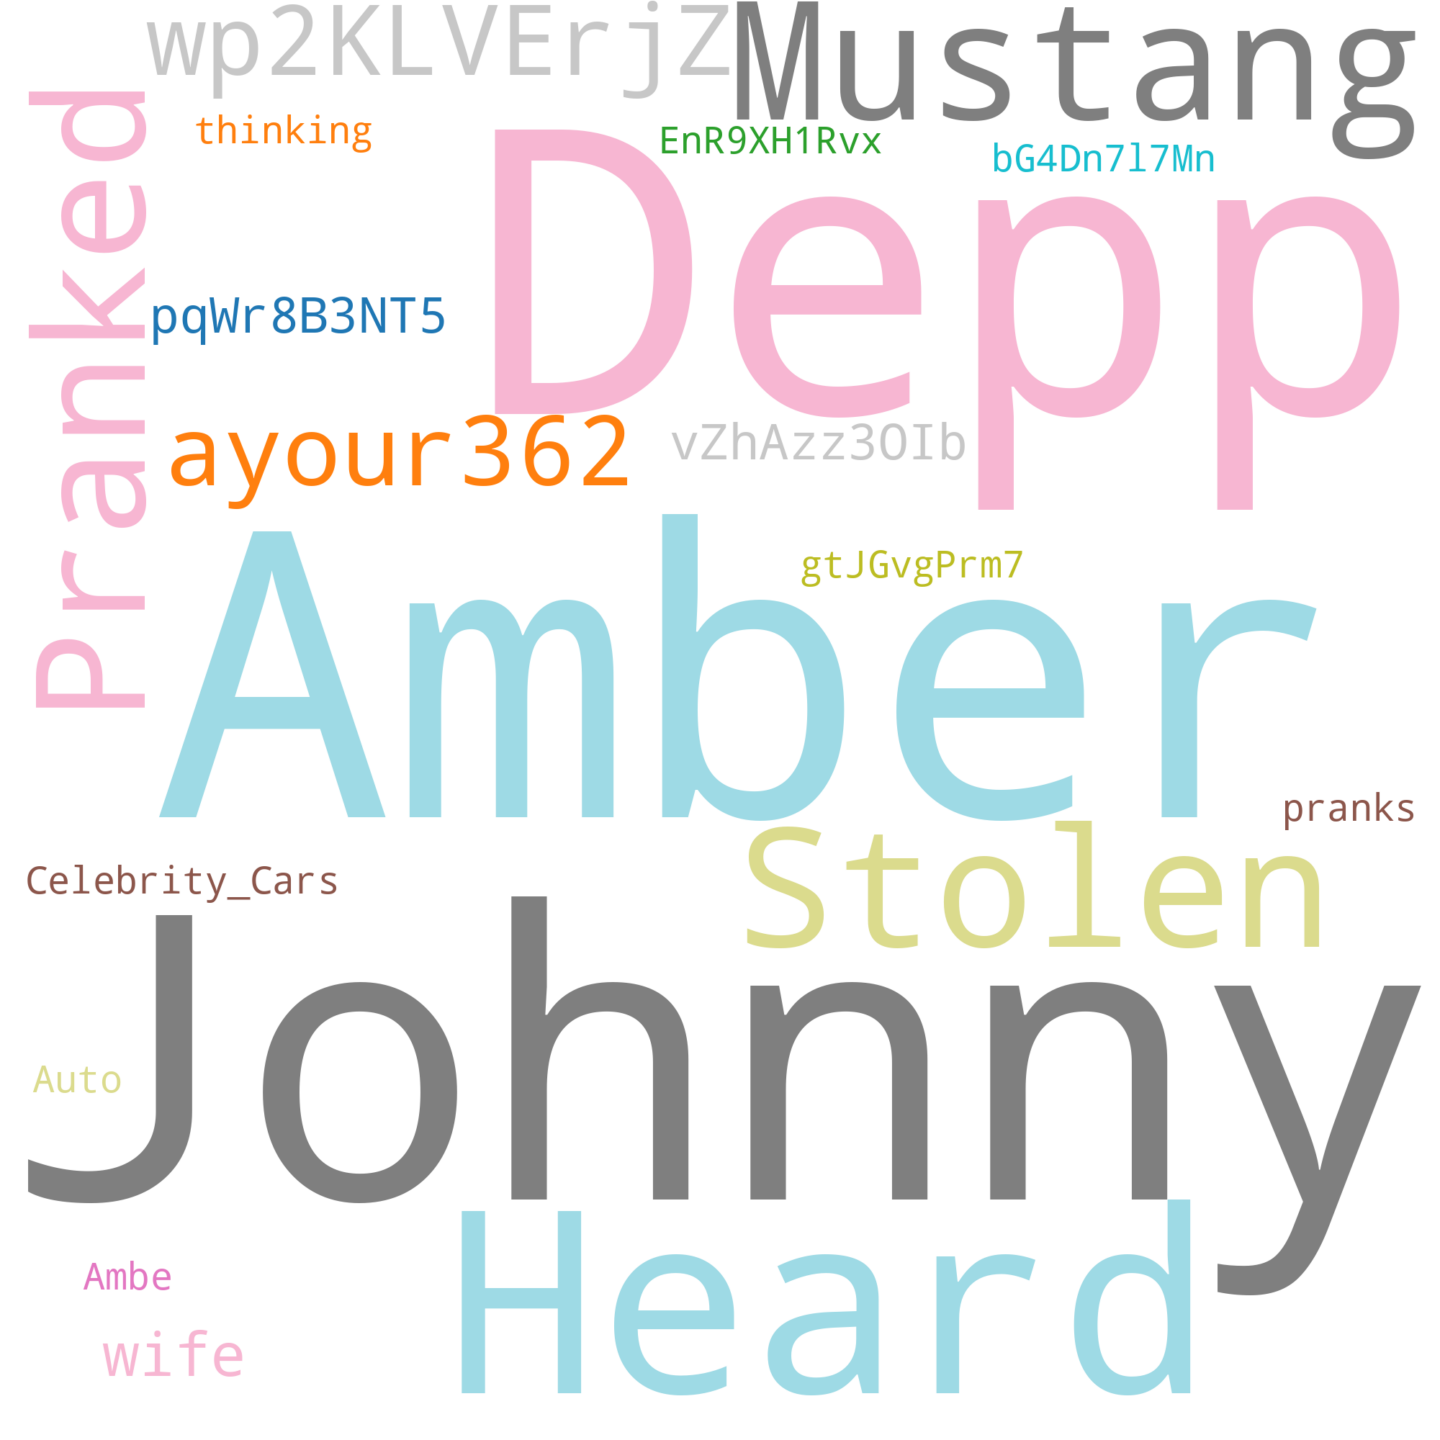 wp2KLVErjZ
Mustang
Pranked
thinking
EnR9XH1Rvx
bG4Dn7l7Mn
Depp
pqWr8B3NT5
ayour362
vZhAzz3OIb
Amber
gtJGvgPrm7
pranks
Stolen
Celebrity_Cars
Johnny
Auto
Heard
Ambe
wife